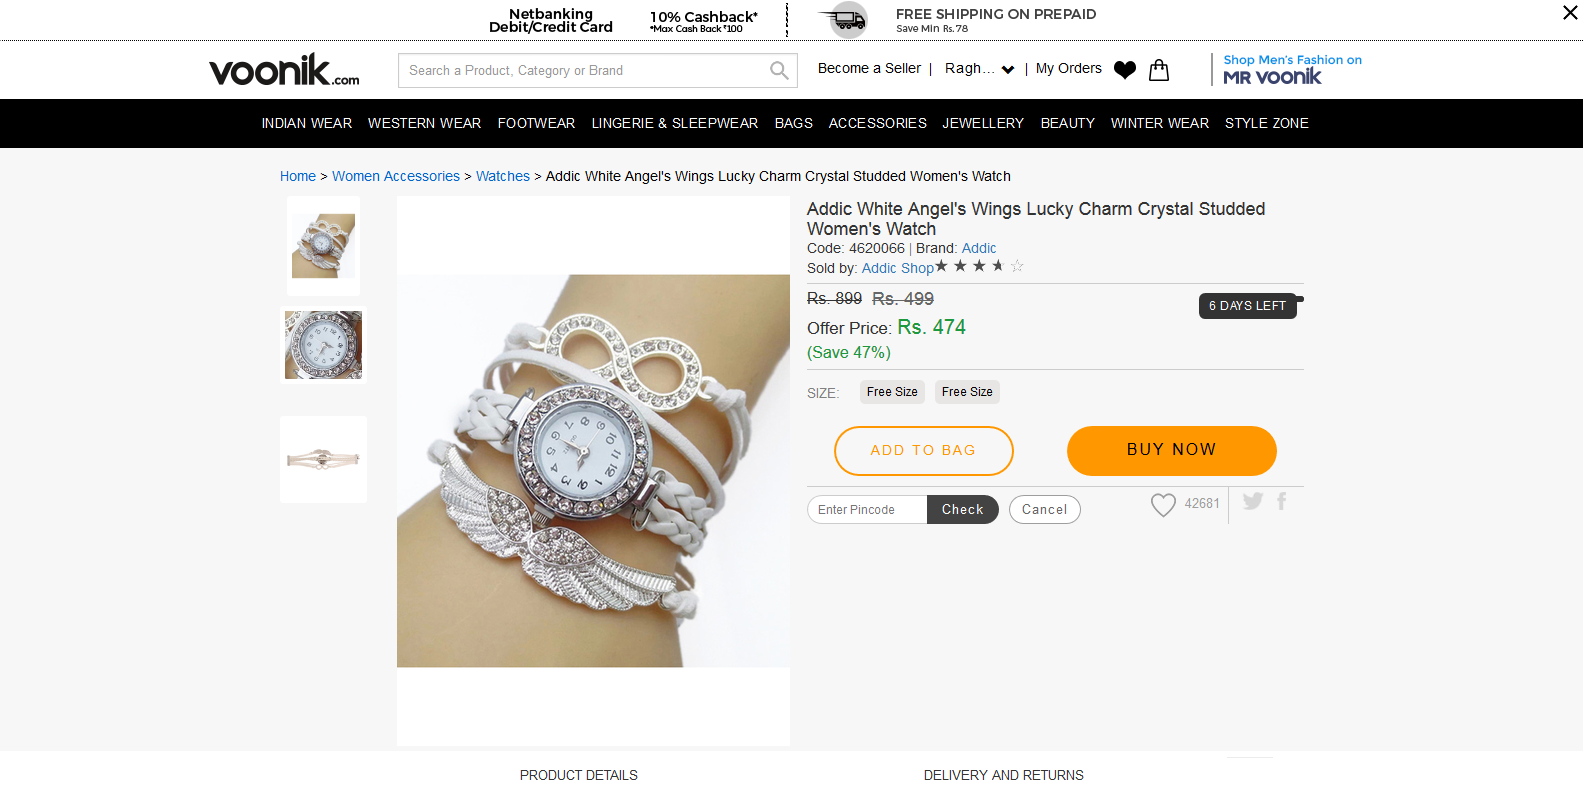 Netbanking
Debit/Credit Card
10% Cashback*
*Max Cash Back ₹100
FREE SHIPPING ON PREPAID
Save Min Rs.78
voonik.com
Search a Product, Category or Brand
Become a Seller | Ragh... | My Orders
Shop Men's Fashion on
MR voonik
INDIAN WEAR WESTERN WEAR FOOTWEAR LINGERIE & SLEEPWEAR BAGS ACCESSORIES JEWELLERY BEAUTY WINTER WEAR STYLE ZONE
Home > Women Accessories > Watches > Addic White Angel's Wings Lucky Charm Crystal Studded Women's Watch
Addic White Angel's Wings Lucky Charm Crystal Studded
Women's Watch
Code: 4620066 | Brand: Addic
Sold by: Addic Shop
Rs. 899 Rs. 499
6 DAYS LEFT
Offer Price: Rs. 474
(Save 47%)
SIZE: Free Size Free Size
ADD TO BAG BUY NOW
Enter Pincode Check Cancel 42681
PRODUCT DETAILS DELIVERY AND RETURNS